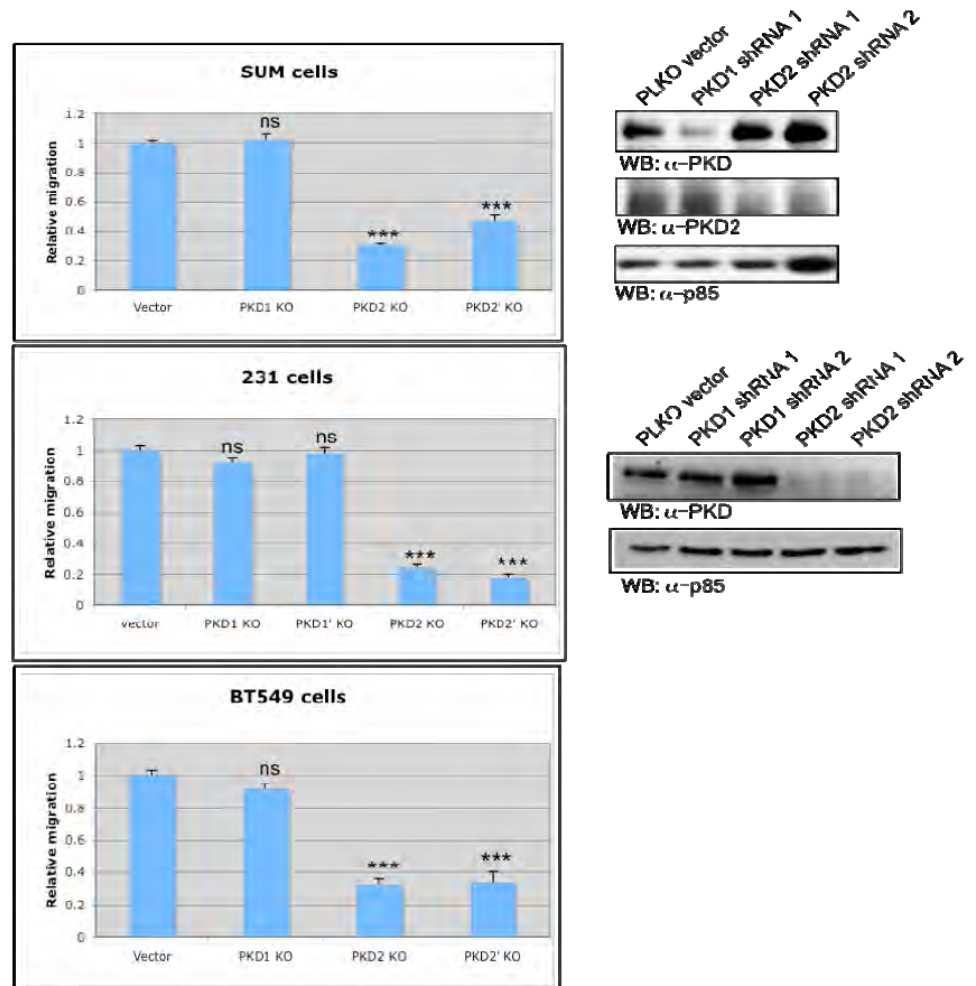 SUM cells
Relative migration
1.2
1
0.8
0.6
0.4
0.2
0
ns
***
***
Vector
PKD1 KO
PKD2 KO
PKD2' KO
PLKO vector
PKD1 shRNA 1
PKD2 shRNA 1
PKD2 shRNA 2
WB: α-PKD
WB: α-PKD2
WB: α-p85
231 cells
Relative migration
1.2
1
0.8
0.6
0.4
0.2
0
ns
ns
***
***
vector
PKD1 KO
PKD1' KO
PKD2 KO
PKD2' KO
PLKO vector
PKD1 shRNA 1
PKD1 shRNA 2
PKD2 shRNA 1
PKD2 shRNA 2
WB: α-PKD
WB: α-p85
BT549 cells
Relative migration
1.2
1
0.8
0.6
0.4
0.2
0
ns
***
***
Vector
PKD1 KO
PKD2 KO
PKD2' KO